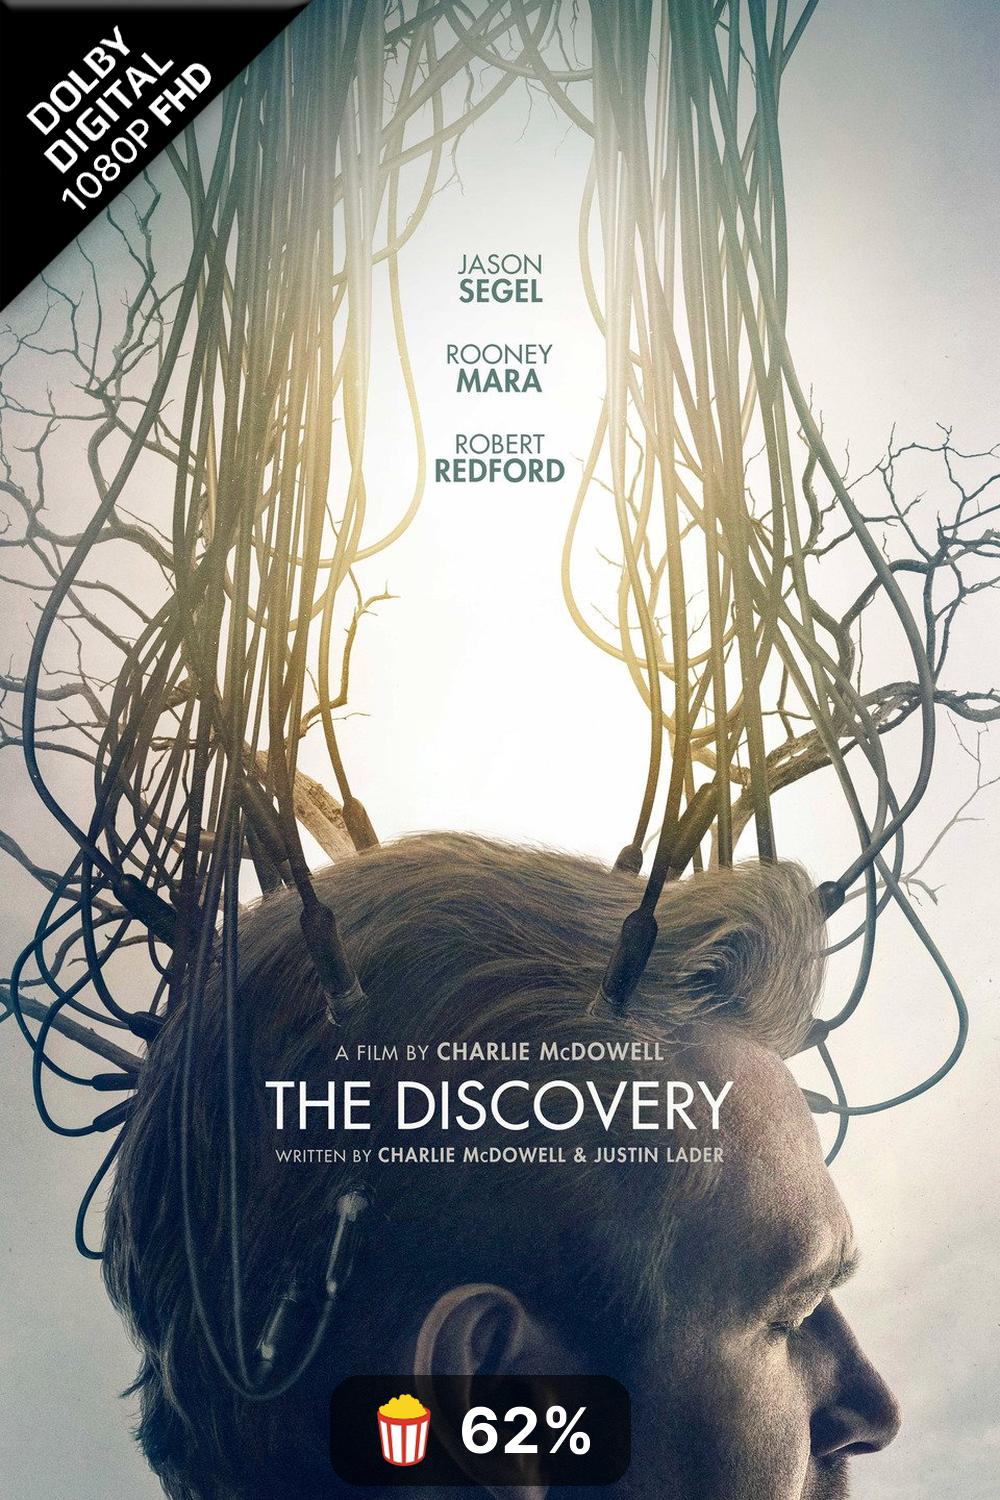 DOLBY
DIGITAL
1080P FHD
JASON
SEGEL
ROONEY
MARA
ROBERT
REDFORD
A FILM BY CHARLIE McDOWELL
THE DISCOVERY
WRITTEN BY CHARLIE McDOWELL & JUSTIN LADER
62%